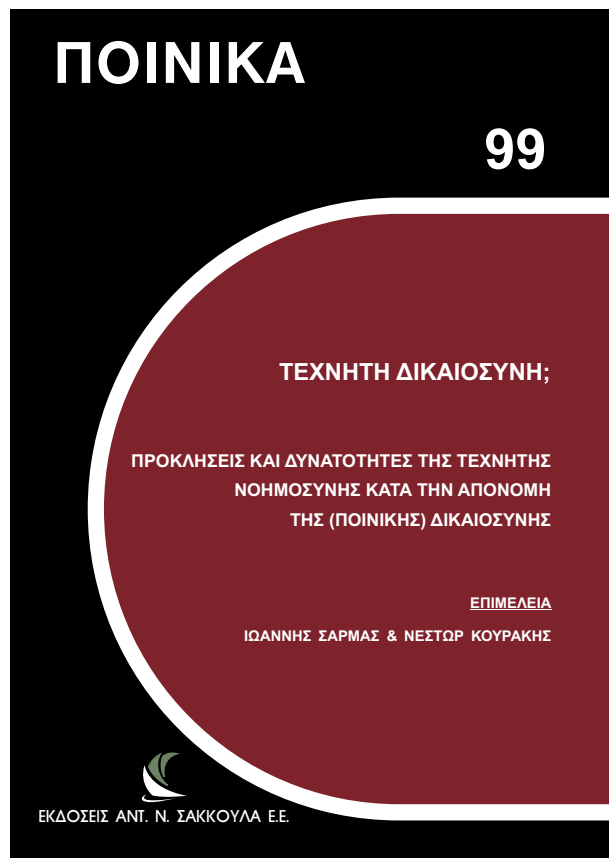 ΠΟΙΝΙΚΑ
99
ΤΕΧΝΗΤΗ ΔΙΚΑΙΟΣΥΝΗ;
ΠΡΟΚΛΗΣΕΙΣ ΚΑΙ ΔΥΝΑΤΟΤΗΤΕΣ ΤΗΣ ΤΕΧΝΗΤΗΣ
ΝΟΗΜΟΣΥΝΗΣ ΚΑΤΑ ΤΗΝ ΑΠΟΝΟΜΗ
ΤΗΣ (ΠΟΙΝΙΚΗΣ) ΔΙΚΑΙΟΣΥΝΗΣ
ΕΠΙΜΕΛΕΙΑ
ΙΩΑΝΝΗΣ ΣΑΡΜΑΣ & ΝΕΣΤΩΡ ΚΟΥΡΑΚΗΣ
ΕΚΔΟΣΕΙΣ ΑΝΤ. Ν. ΣΑΚΚΟΥΛΑ Ε.Ε.